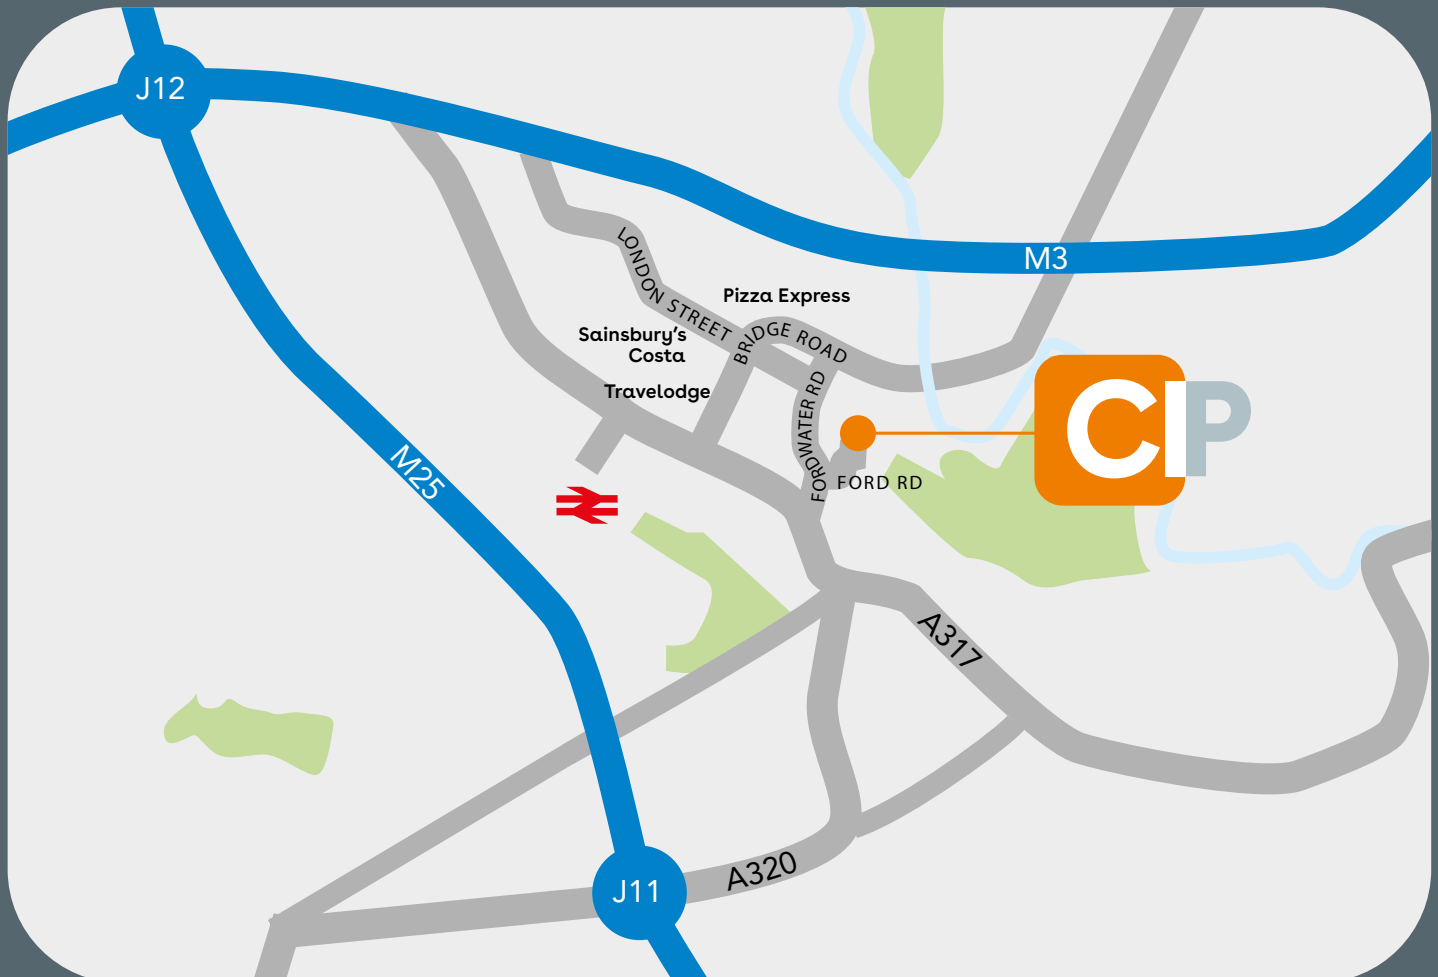 J12
M3
LONDON STREET
Pizza Express
BRIDGE ROAD
Sainsbury's
Costa
Travelodge
FORDWATER RD
CIP
FORD RD
M25
A317
A320
J11